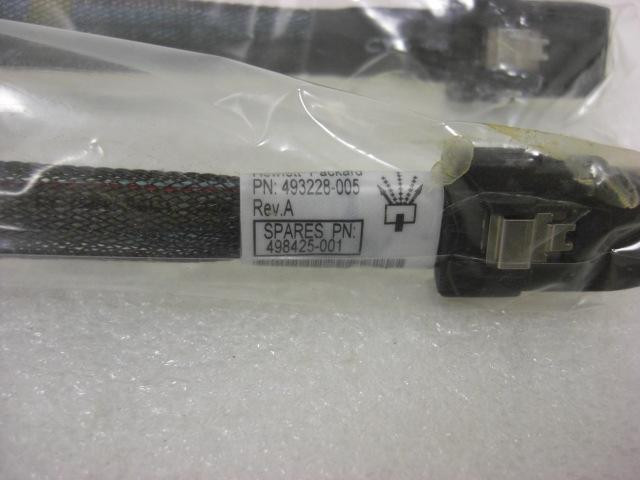 Hewlett Packard
PN: 493228-005
Rev.A
SPARES PN:
498425-001